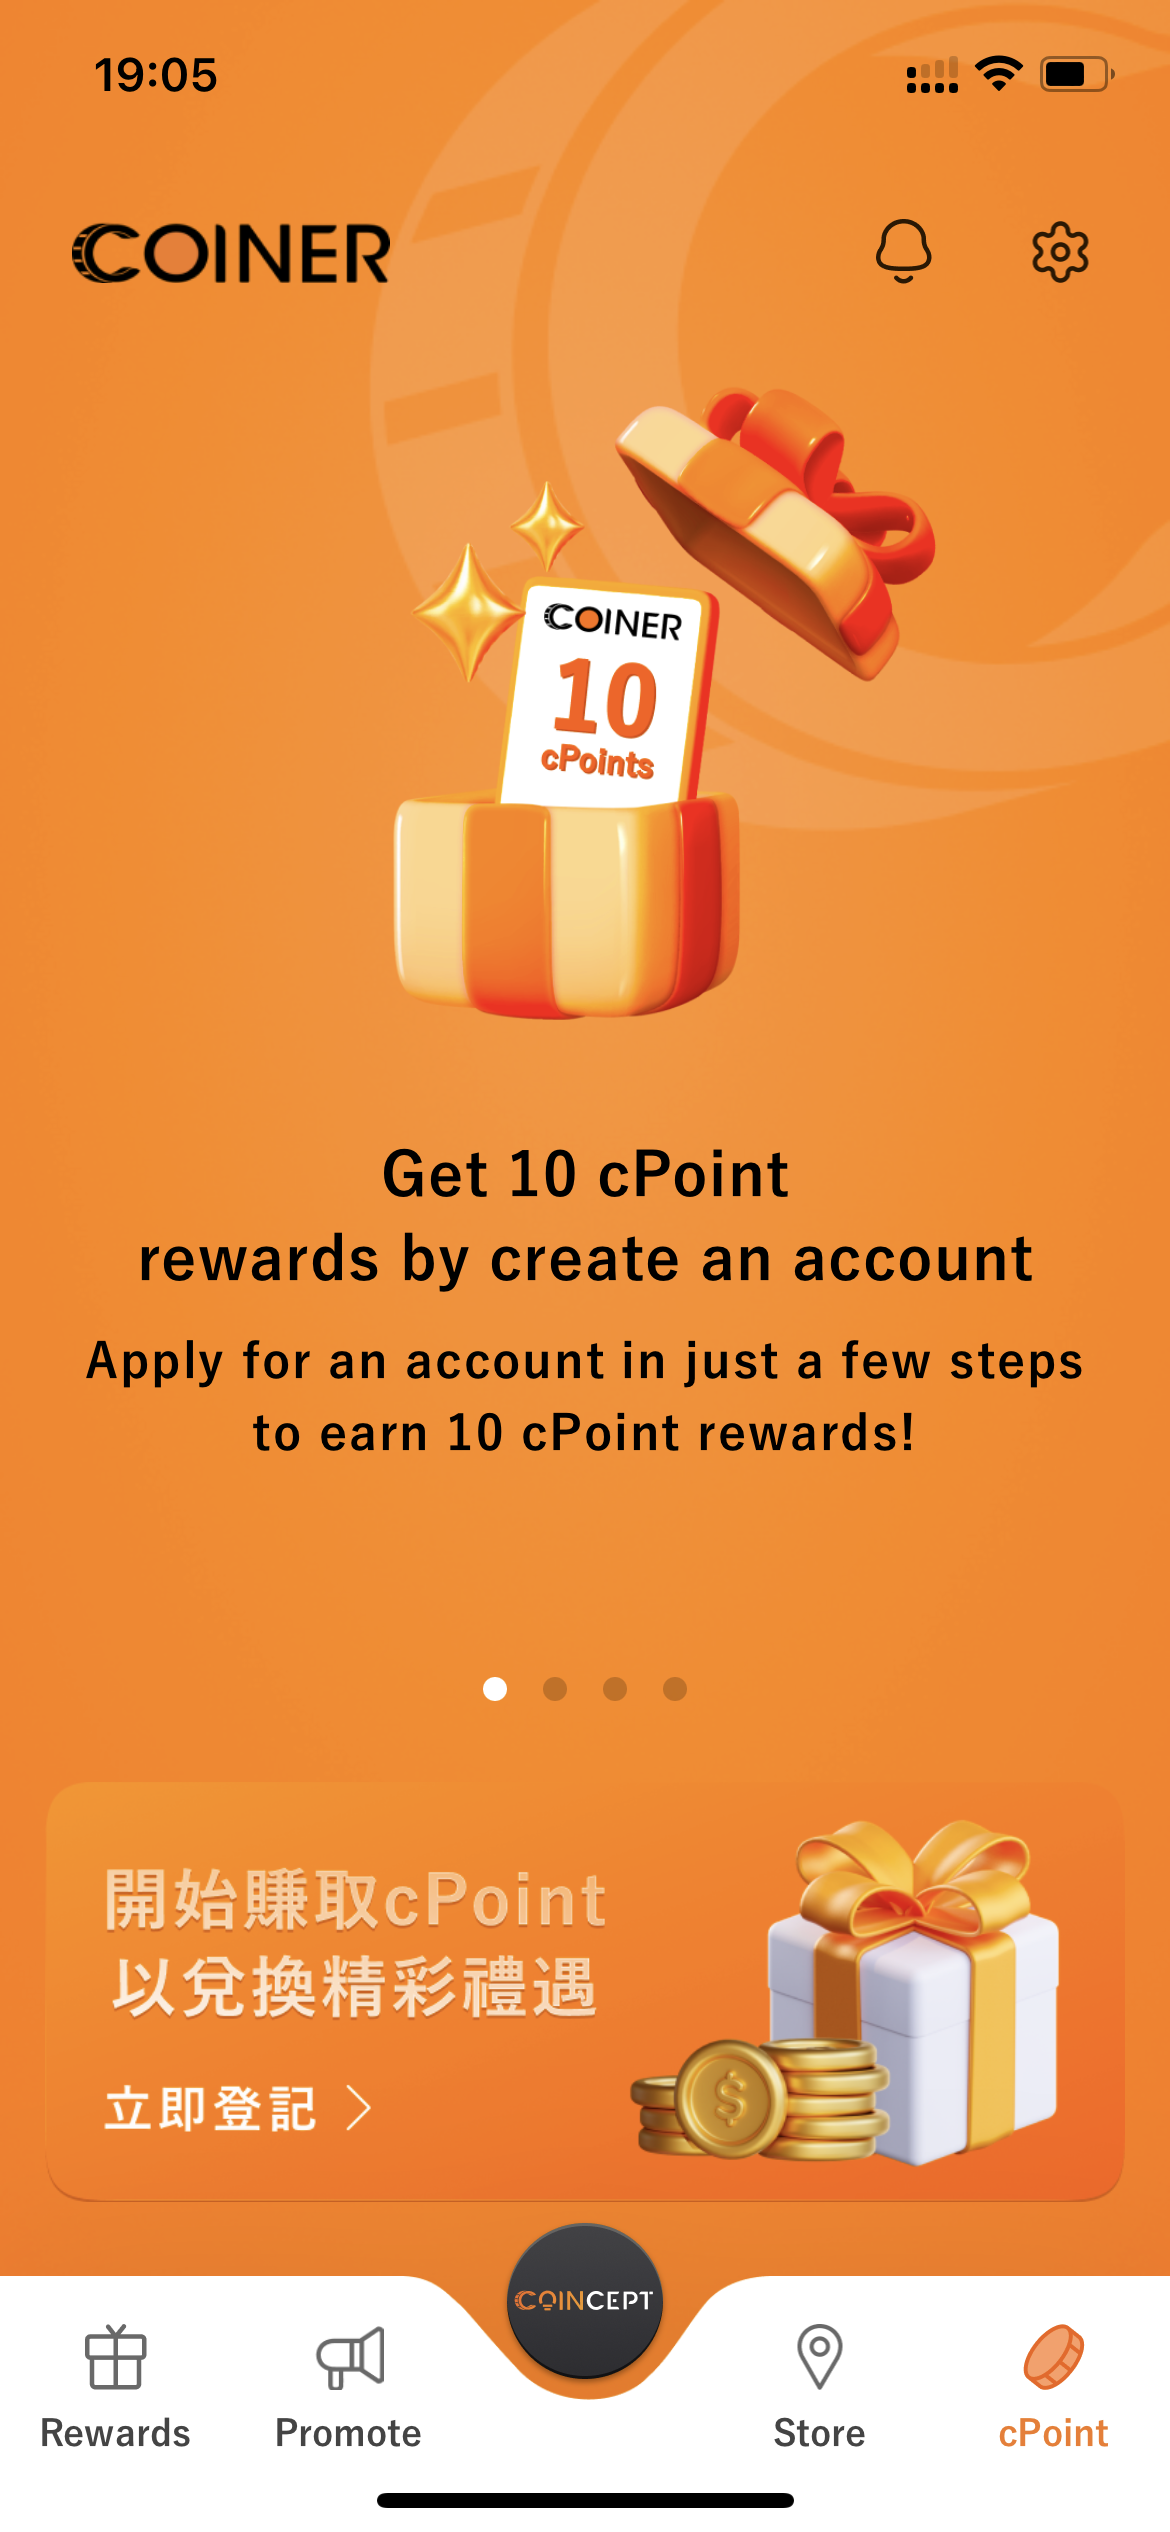 19:05
COINER
COINER
10
cPoints
Get 10 cPoint
rewards by create an account
Apply for an account in just a few steps
to earn 10 cPoint rewards!
開始賺取cPoint
以兌換精彩禮遇
立即登記
$
COINCEPT
Rewards
Promote
Store
cPoint